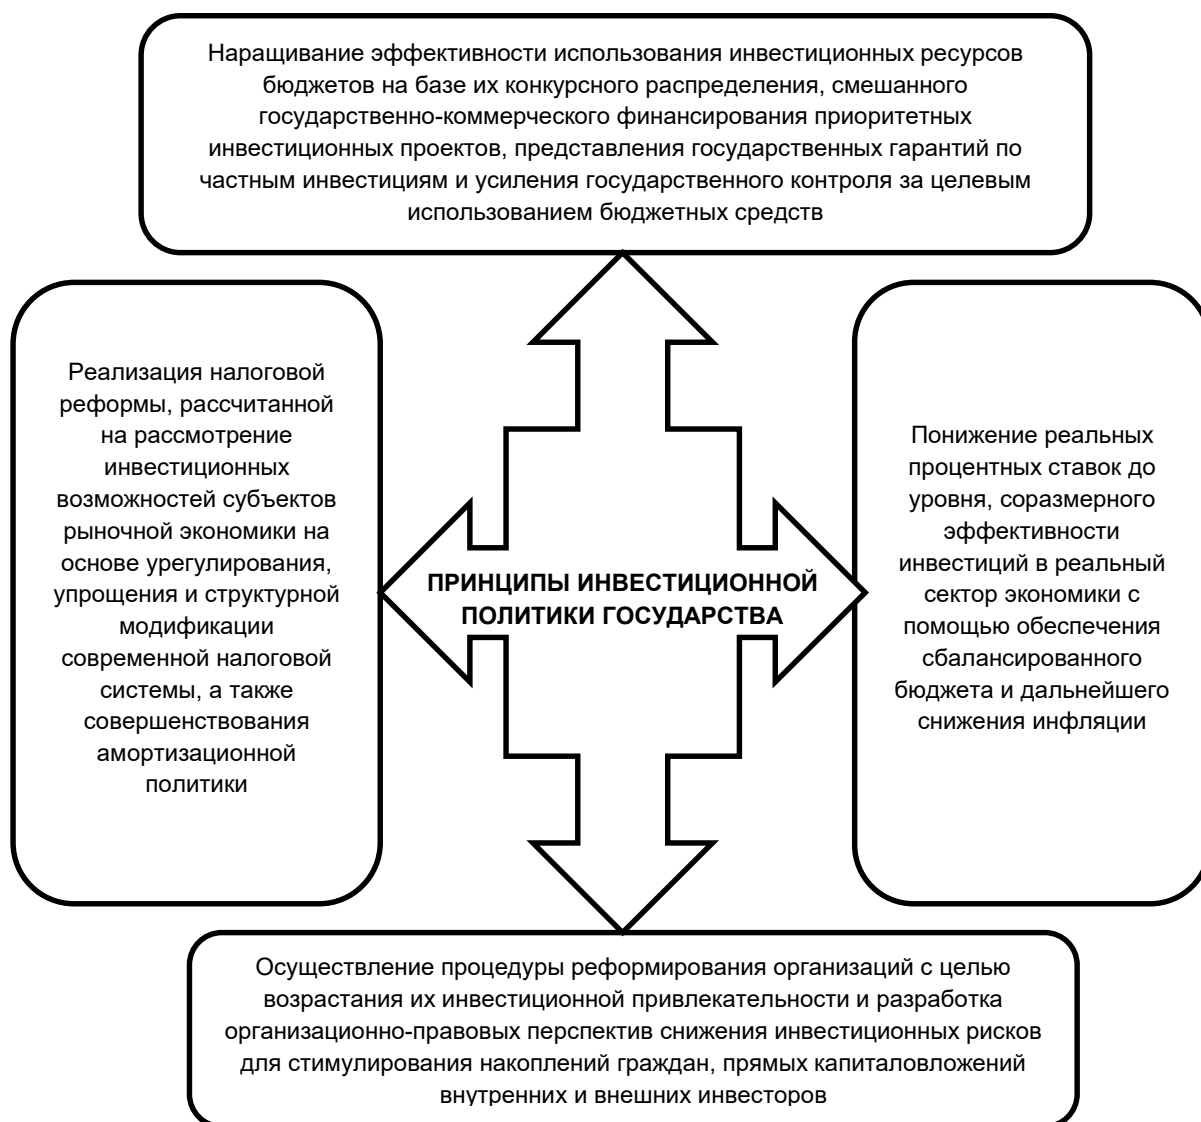 Наращивание эффективности использования инвестиционных ресурсов
бюджетов на базе их конкурсного распределения, смешанного
государственно-коммерческого финансирования приоритетных
инвестиционных проектов, представления государственных гарантий по
частным инвестициям и усиления государственного контроля за целевым
использованием бюджетных средств
Реализация налоговой
реформы, рассчитанной
на рассмотрение
инвестиционных
возможностей субъектов
рыночной экономики на
основе урегулирования,
упрощения и структурной
модификации
современной налоговой
системы, а также
совершенствования
амортизационной
политики
ПРИНЦИПЫ ИНВЕСТИЦИОННОЙ
ПОЛИТИКИ ГОСУДАРСТВА
Понижение реальных
процентных ставок до
уровня, соразмерного
эффективности
инвестиций в реальный
сектор экономики с
помощью обеспечения
сбалансированного
бюджета и дальнейшего
снижения инфляции
Осуществление процедуры реформирования организаций с целью
возрастания их инвестиционной привлекательности и разработка
организационно-правовых перспектив снижения инвестиционных рисков
для стимулирования накоплений граждан, прямых капиталовложений
внутренних и внешних инвесторов